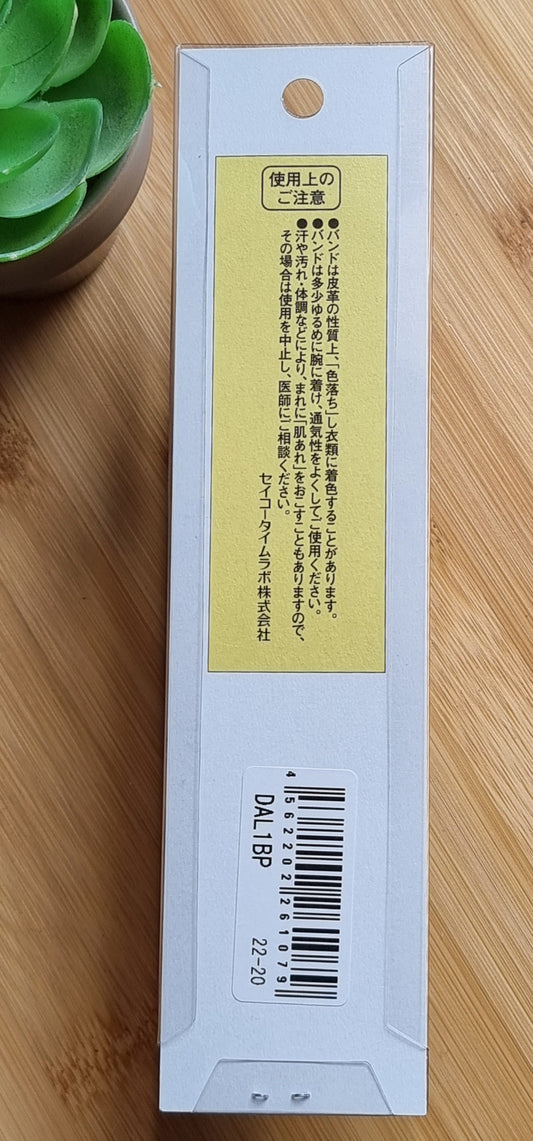 使用上の
ご注意
●バンドは皮革の性質上、「色落ち」し衣類に着色することがあります。
●バンドは多少ゆるめに腕に着け、通気性をよくしてご使用ください。
●汗や汚れ・体調などにより、まれに「肌あれ」をおこすこともありますので、
その場合は使用を中止し、医師にご相談ください。
セイコータイムラボ株式会社
4 562202 261079
DAL1BP
22-20